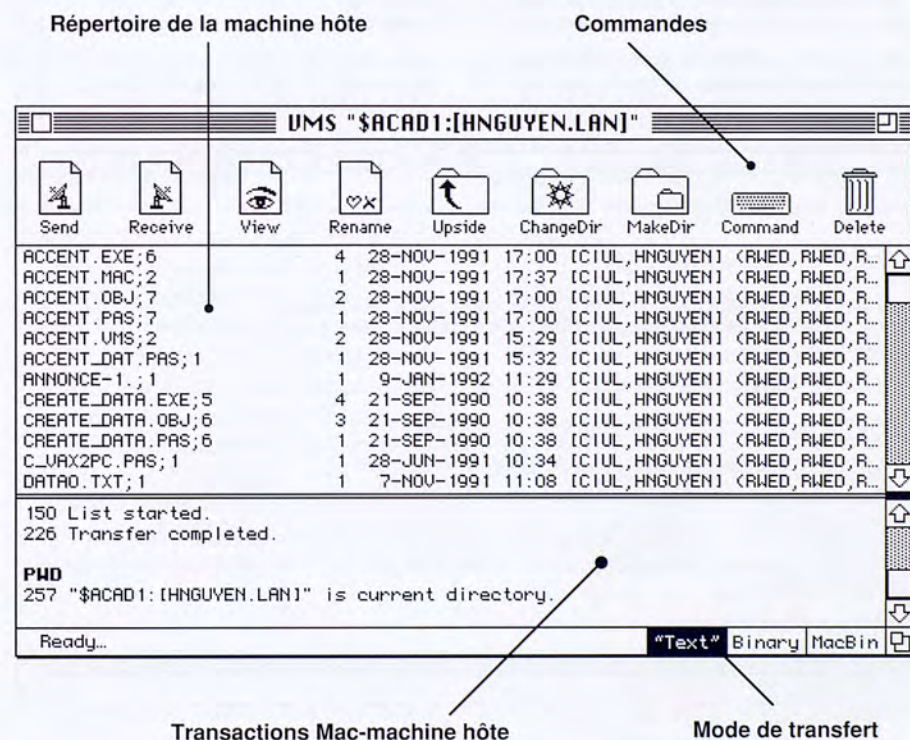 Répertoire de la machine hôte
Commandes
VMS "$ACAD1:[HNGUYEN.LAN]"
Send Receive View Rename Upside ChangeDir MakeDir Command Delete
ACCENT.EXE;6 4 28-NOV-1991 17:00 [CIUL,HNGUYEN] (RWED,RWED,R…
ACCENT.MAC;2 1 28-NOV-1991 17:37 [CIUL,HNGUYEN] (RWED,RWED,R…
ACCENT.OBJ;7 2 28-NOV-1991 17:00 [CIUL,HNGUYEN] (RWED,RWED,R…
ACCENT.PAS;7 1 28-NOV-1991 17:00 [CIUL,HNGUYEN] (RWED,RWED,R…
ACCENT.VMS;2 2 28-NOV-1991 15:29 [CIUL,HNGUYEN] (RWED,RWED,R…
ACCENT_DAT.PAS;1 1 28-NOV-1991 15:32 [CIUL,HNGUYEN] (RWED,RWED,R…
ANNONCE-1.;1 1 9-JAN-1992 11:29 [CIUL,HNGUYEN] (RWED,RWED,R…
CREATE_DATA.EXE;5 4 21-SEP-1990 10:38 [CIUL,HNGUYEN] (RWED,RWED,R…
CREATE_DATA.OBJ;6 3 21-SEP-1990 10:38 [CIUL,HNGUYEN] (RWED,RWED,R…
CREATE_DATA.PAS;6 1 21-SEP-1990 10:38 [CIUL,HNGUYEN] (RWED,RWED,R…
C_VAX2PC.PAS;1 1 28-JUN-1991 10:34 [CIUL,HNGUYEN] (RWED,RWED,R…
DATAO.TXT;1 1 7-NOV-1991 11:08 [CIUL,HNGUYEN] (RWED,RWED,R…
150 List started.
226 Transfer completed.
PWD
257 "$ACAD1:[HNGUYEN.LAN]" is current directory.
Ready… "Text" Binary MacBin
Transactions Mac-machine hôte
Mode de transfert